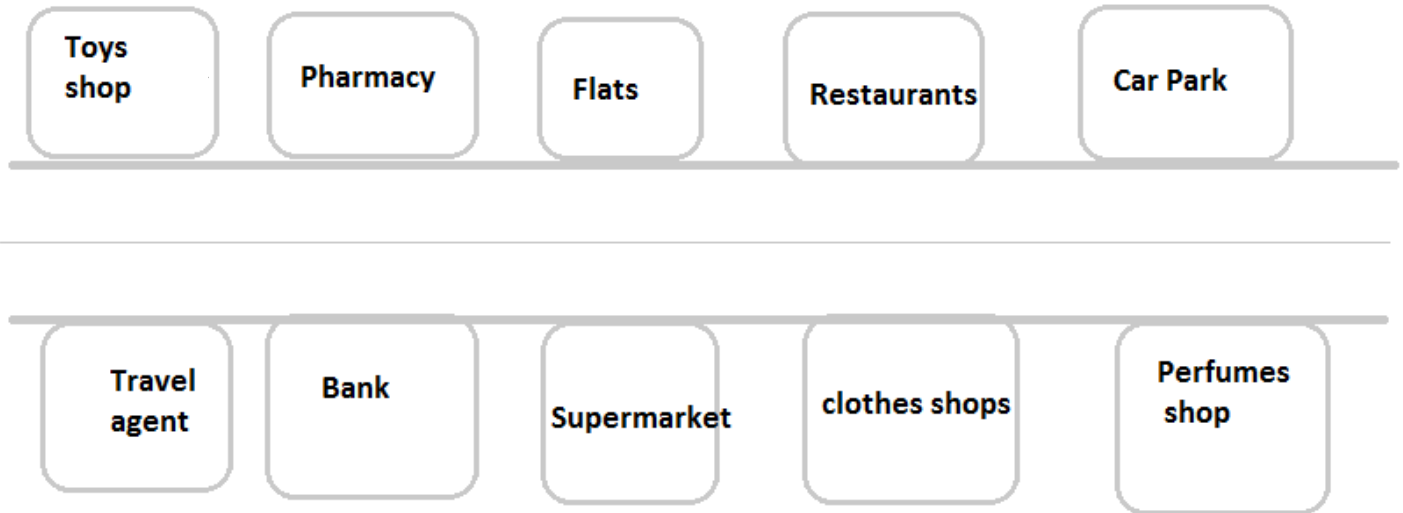 Toys
shop
Pharmacy
Flats
Restaurants
Car Park
Travel
agent
Bank
Supermarket
clothes shops
Perfumes
shop